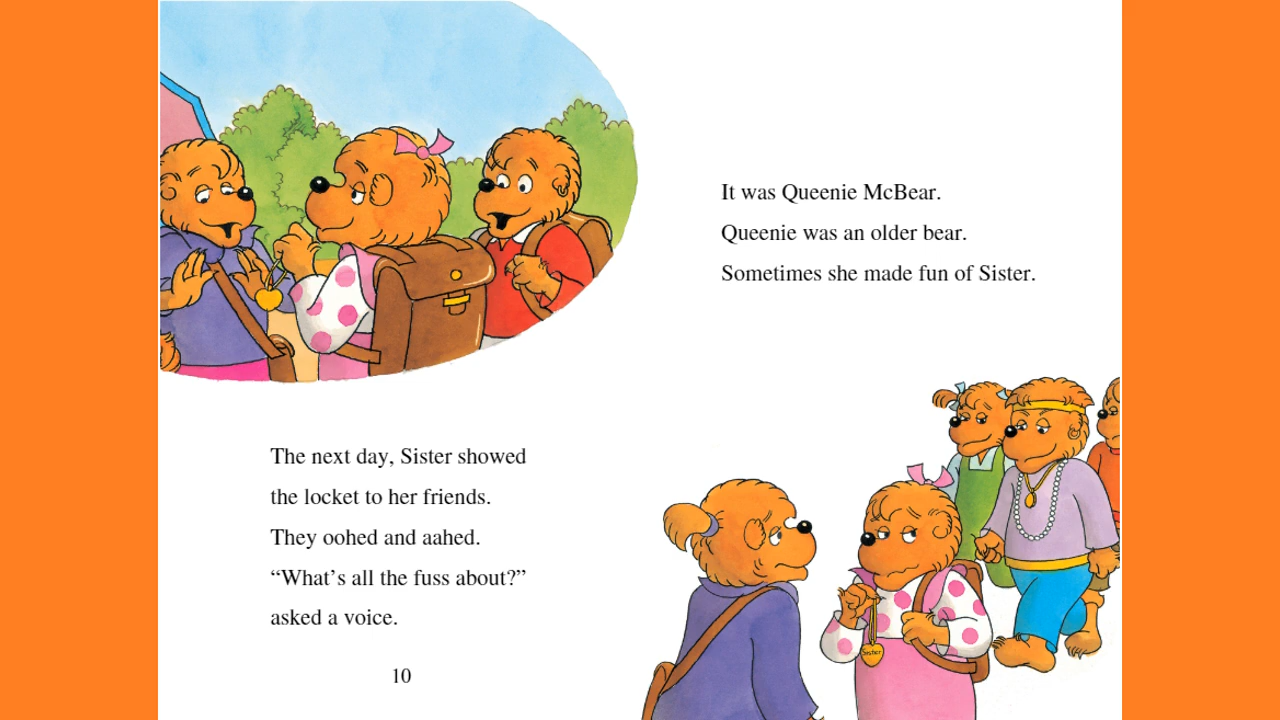 The next day, Sister showed
the locket to her friends.
They oohed and aahed.
“What’s all the fuss about?”
asked a voice.
10
It was Queenie McBear.
Queenie was an older bear.
Sometimes she made fun of Sister.
Sister